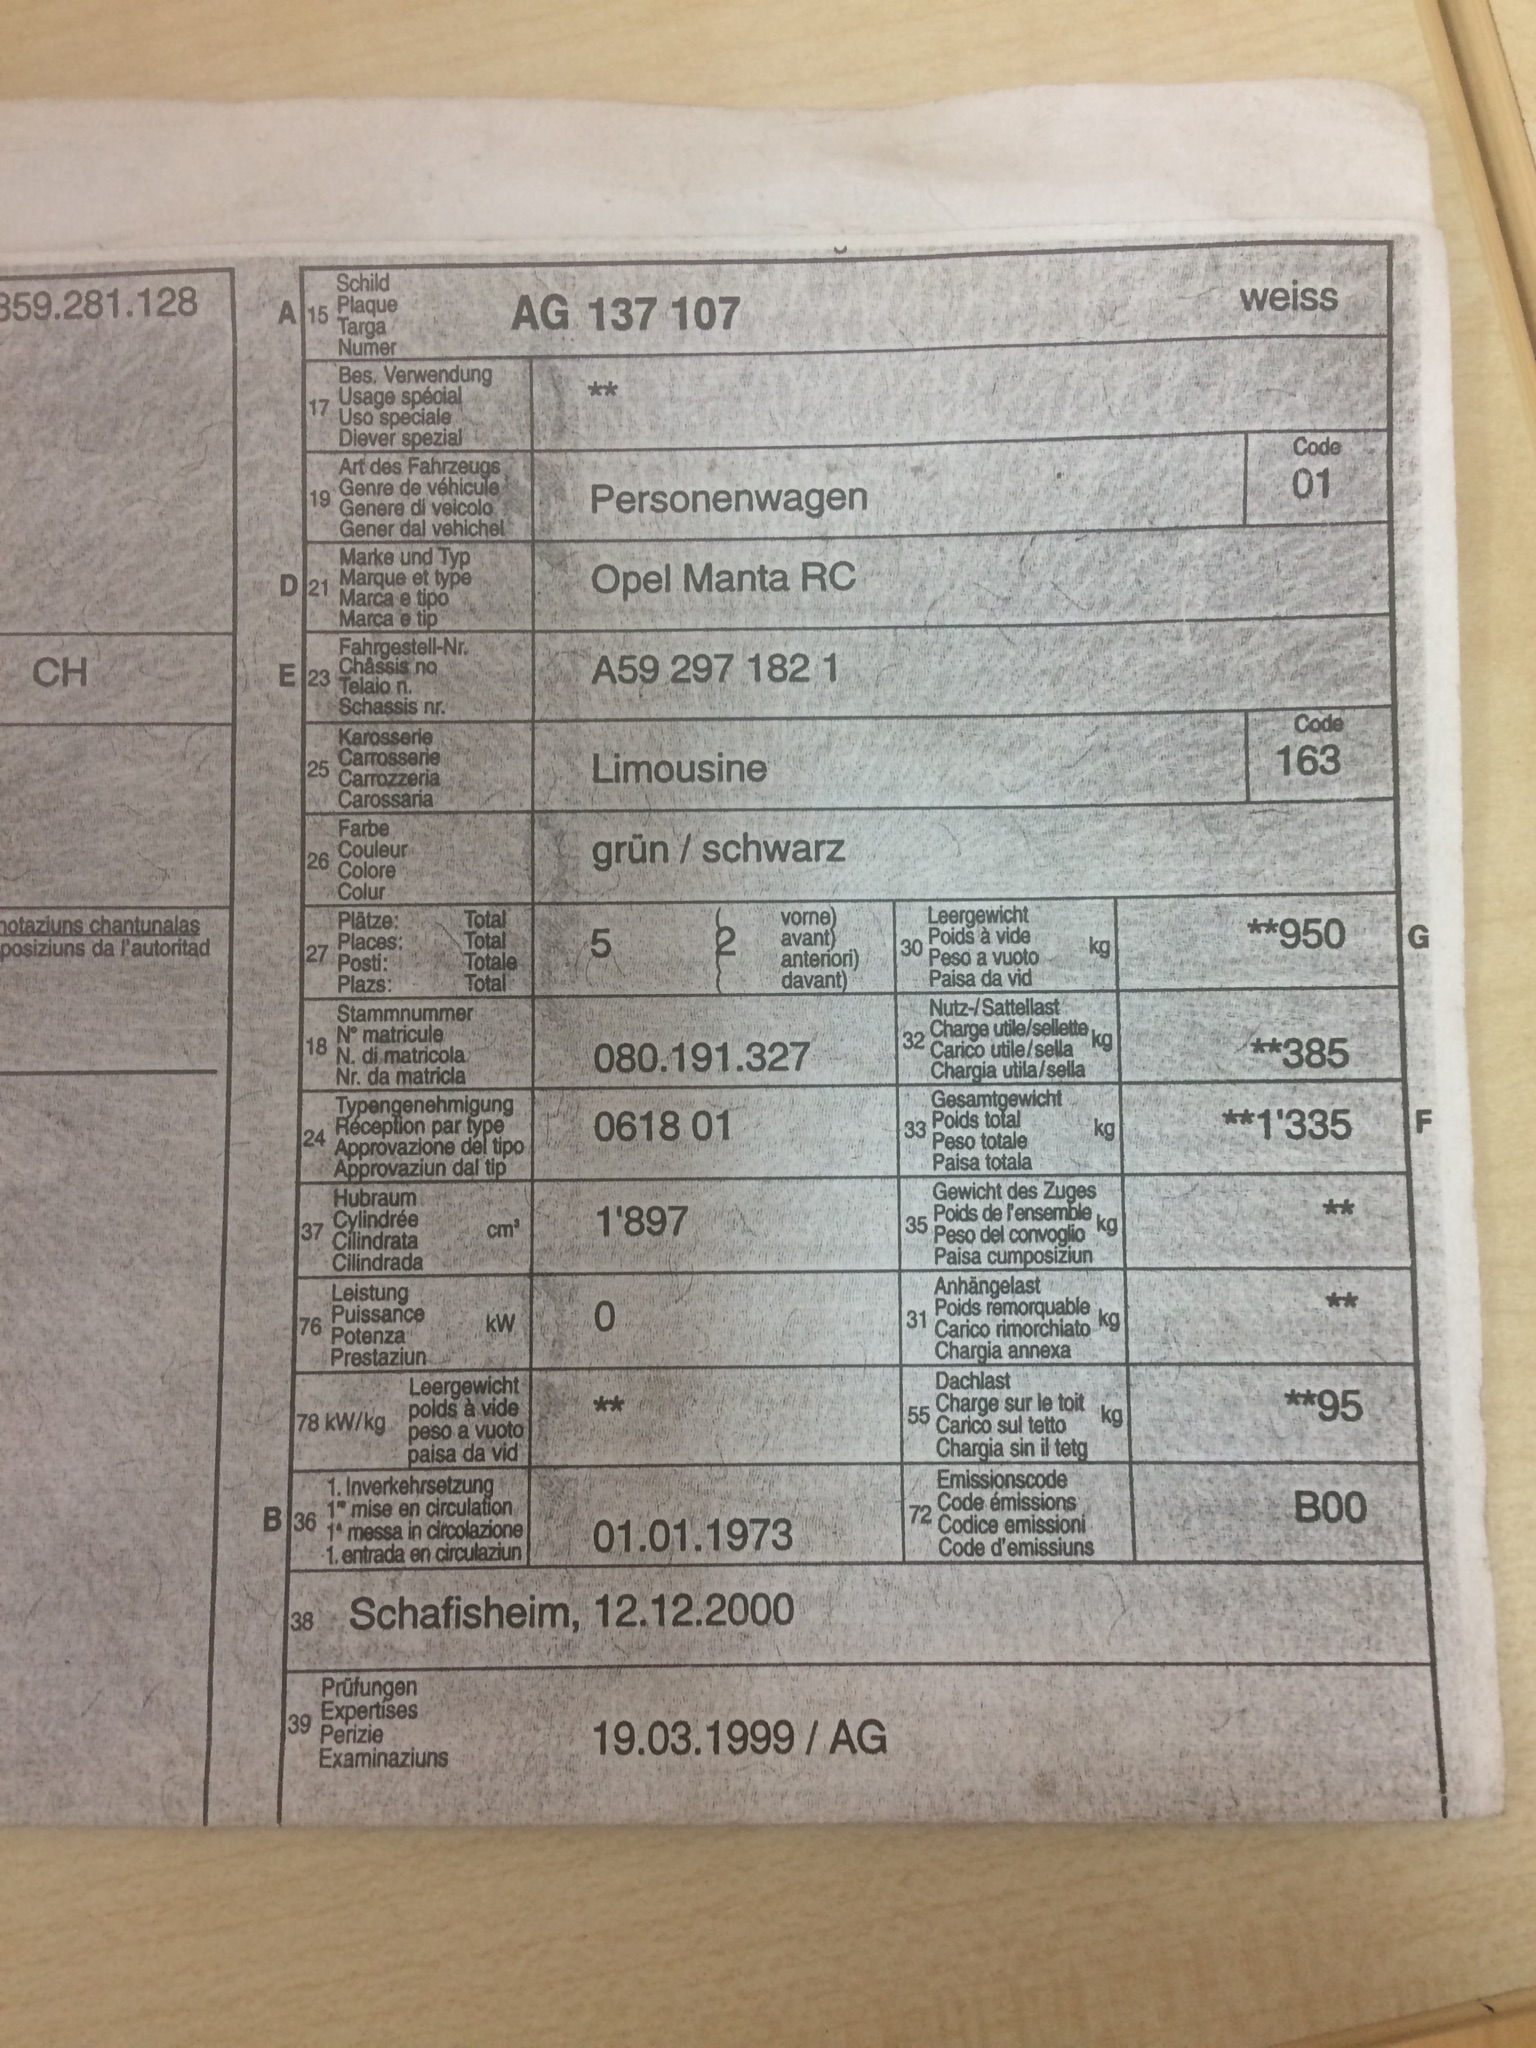 859.281.128
CH
notaziuns chantunalas
posiziuns da l'autoritad
A 15 Schild
Plaque
Targa
Numer
AG 137 107 weiss
17 Bes. Verwendung
Usage spécial
Uso speciale
Diever spezial
**
19 Art des Fahrzeugs
Genre de véhicule
Genere di veicolo
Gener dal vehichel
Personenwagen
Code
01
D 21 Marke und Typ
Marque et type
Marca e tipo
Marca e tip
Opel Manta RC
E 23 Fahrgestell-Nr.
Châssis no
Telaio n.
Schassis nr.
A59 297 182 1
25 Karosserie
Carrosserie
Carrozzeria
Carossaria
Limousine
Code
163
26 Farbe
Couleur
Colore
Colur
grün / schwarz
27 Plätze: Total
Places: Total
Posti: Totale
Plazs: Total
5 ( 2 vorne)
avant)
anteriori)
davant)
30 Leergewicht
Poids à vide
Peso a vuoto
Paisa da vid
kg
**950 G
18 Stammnummer
N° matricule
N. di matricola
Nr. da matricla
080.191.327
32 Nutz-/Sattellast
Charge utile/sellette
Carico utile/sella
Chargia utila/sella
kg
**385
24 Typengenehmigung
Réception par type
Approvazione del tipo
Approvaziun dal tip
0618 01
33 Gesamtgewicht
Poids total
Peso totale
Paisa totala
kg
**1'335 F
37 Hubraum
Cylindrée
Cilindrata
Cilindrada
cm³
1'897
35 Gewicht des Zuges
Poids de l'ensemble
Peso del convoglio
Paisa cumposiziun
kg
**
76 Leistung
Puissance
Potenza
Prestaziun
kW
0
31 Anhängelast
Poids remorquable
Carico rimorchiato
Chargia annexa
kg
**
78 kW/kg Leergewicht
poids à vide
peso a vuoto
paisa da vid
**
55 Dachlast
Charge sur le toit
Carico sul tetto
Chargia sin il tetg
kg
**95
B 36 1. Inverkehrsetzung
1re mise en circulation
1a messa in circolazione
1. entrada en circulaziun
01.01.1973
72 Emissionscode
Code émissions
Codice emissioni
Code d'emissiuns
B00
38 Schafisheim, 12.12.2000
39 Prüfungen
Expertises
Perizie
Examinaziuns
19.03.1999 / AG